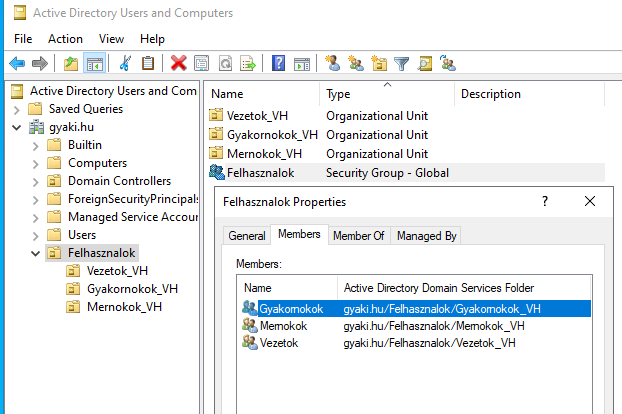 Active Directory Users and Computers
File Action View Help
Active Directory Users and Com
Saved Queries
gyaki.hu
Builtin
Computers
Domain Controllers
ForeignSecurityPrincipals
Managed Service Accoun
Users
Felhasznalok
Vezetok_VH
Gyakornokok_VH
Mernokok_VH
Name Type Description
Vezetok_VH Organizational Unit
Gyakornokok_VH Organizational Unit
Mernokok_VH Organizational Unit
Felhasznalok Security Group - Global
Felhasznalok Properties ? 
General Members Member Of Managed By
Members:
Name Active Directory Domain Services Folder
Gyakornokok gyaki.hu/Felhasznalok/Gyakornokok_VH
Mernokok gyaki.hu/Felhasznalok/Mernokok_VH
Vezetok gyaki.hu/Felhasznalok/Vezetok_VH